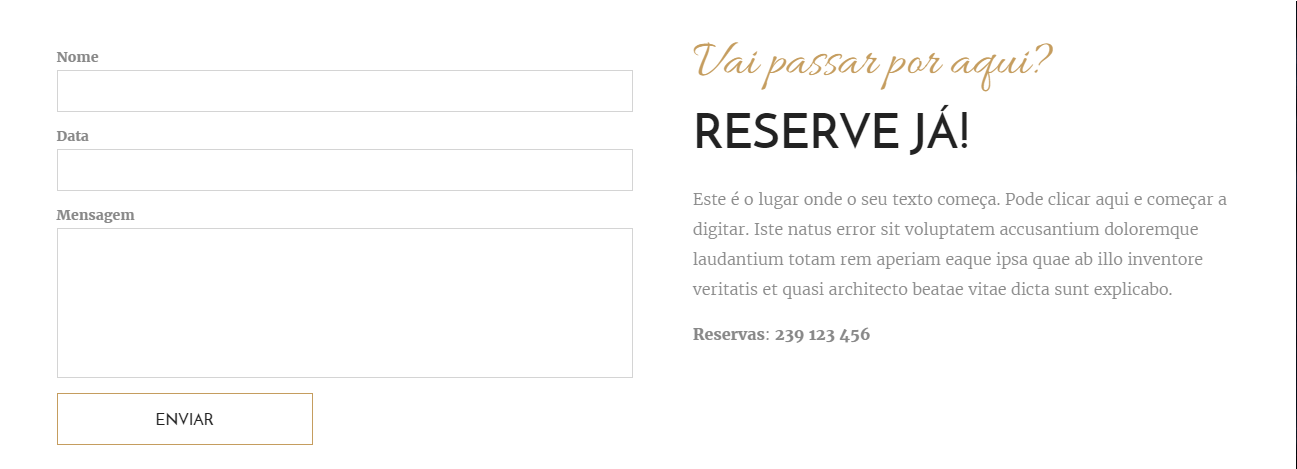 Nome
Data
Mensagem
ENVIAR
Vai passar por aqui?
RESERVE JÁ!
Este é o lugar onde o seu texto começa. Pode clicar aqui e começar a
digitar. Iste natus error sit voluptatem accusantium doloremque
laudantium totam rem aperiam eaque ipsa quae ab illo inventore
veritatis et quasi architecto beatae vitae dicta sunt explicabo.
Reservas: 239 123 456